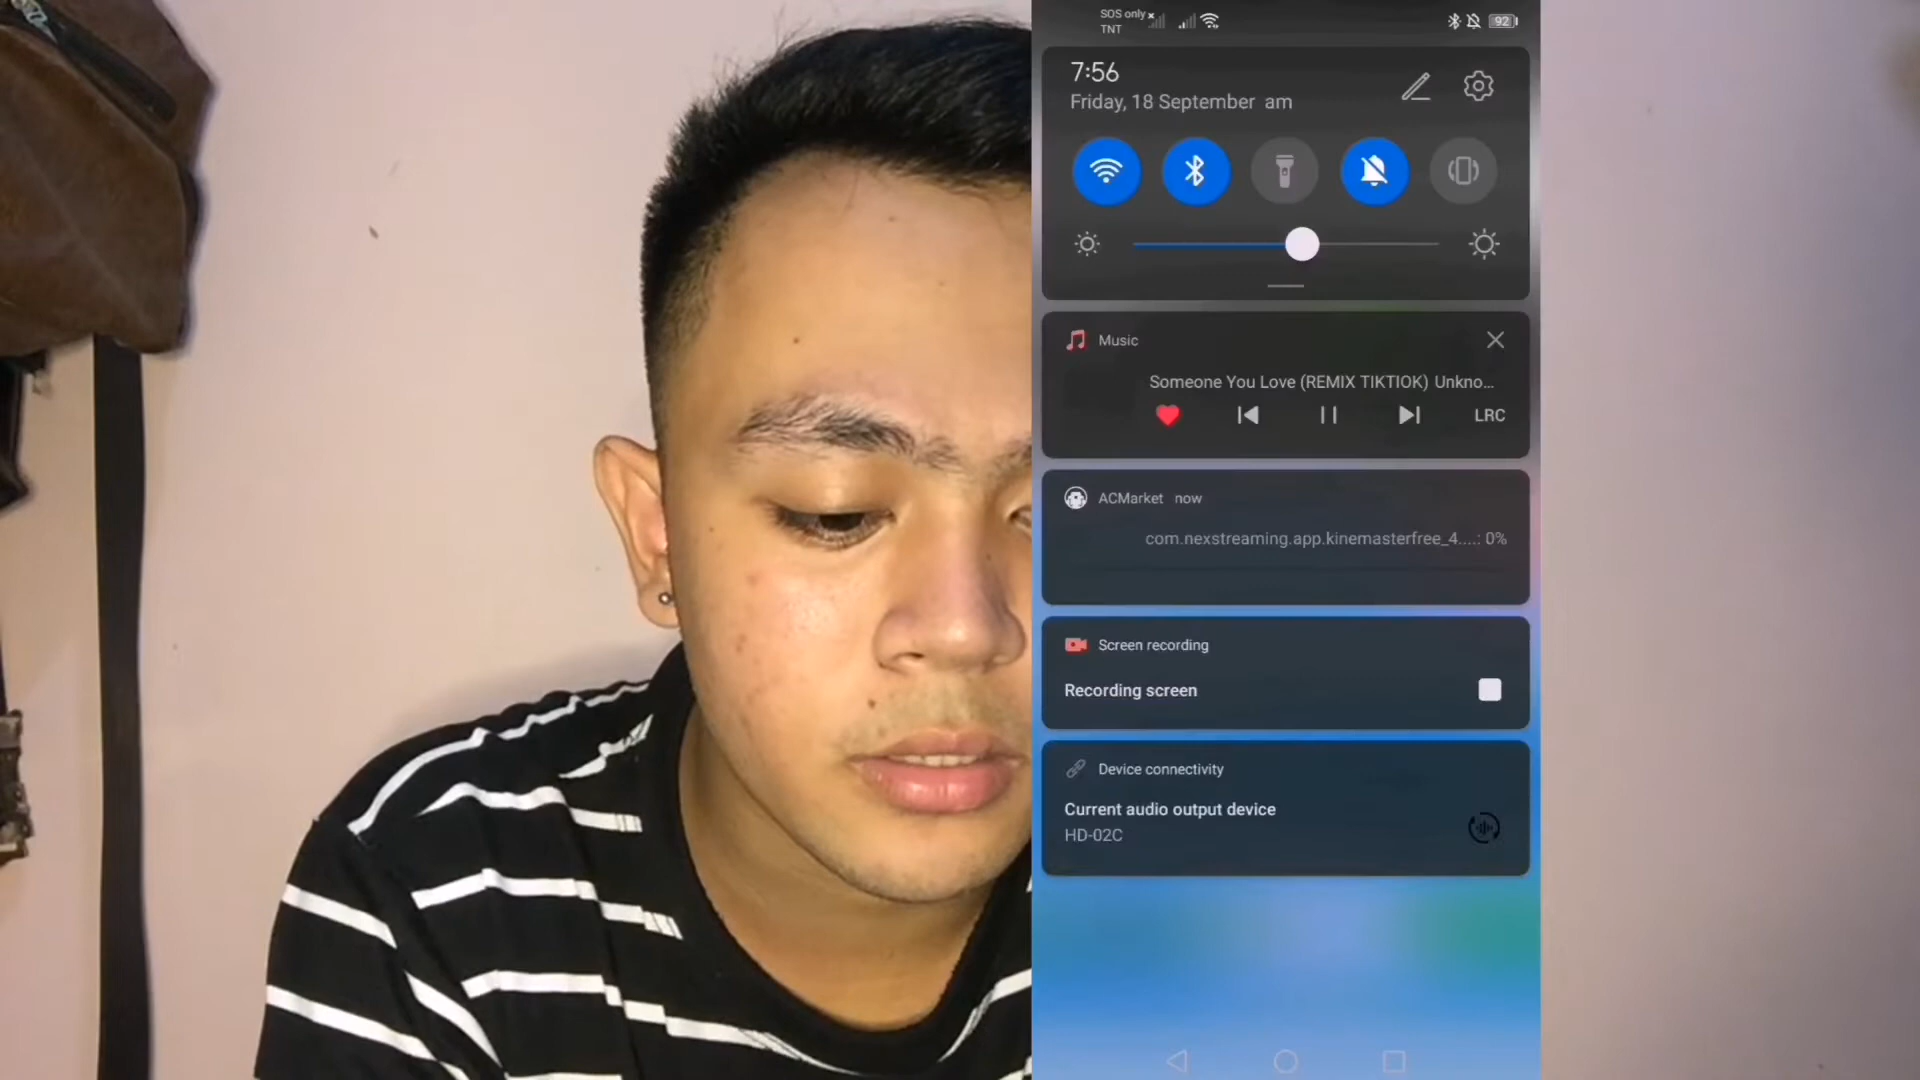 SOS only
TNT
92
7:56
Friday, 18 September am
Music
Someone You Love (REMIX TIKTIOK) Unkno...
LRC
ACMarket now
com.nexstreaming.app.kinemasterfree_4....: 0%
Screen recording
Recording screen
Device connectivity
Current audio output device
HD-02C